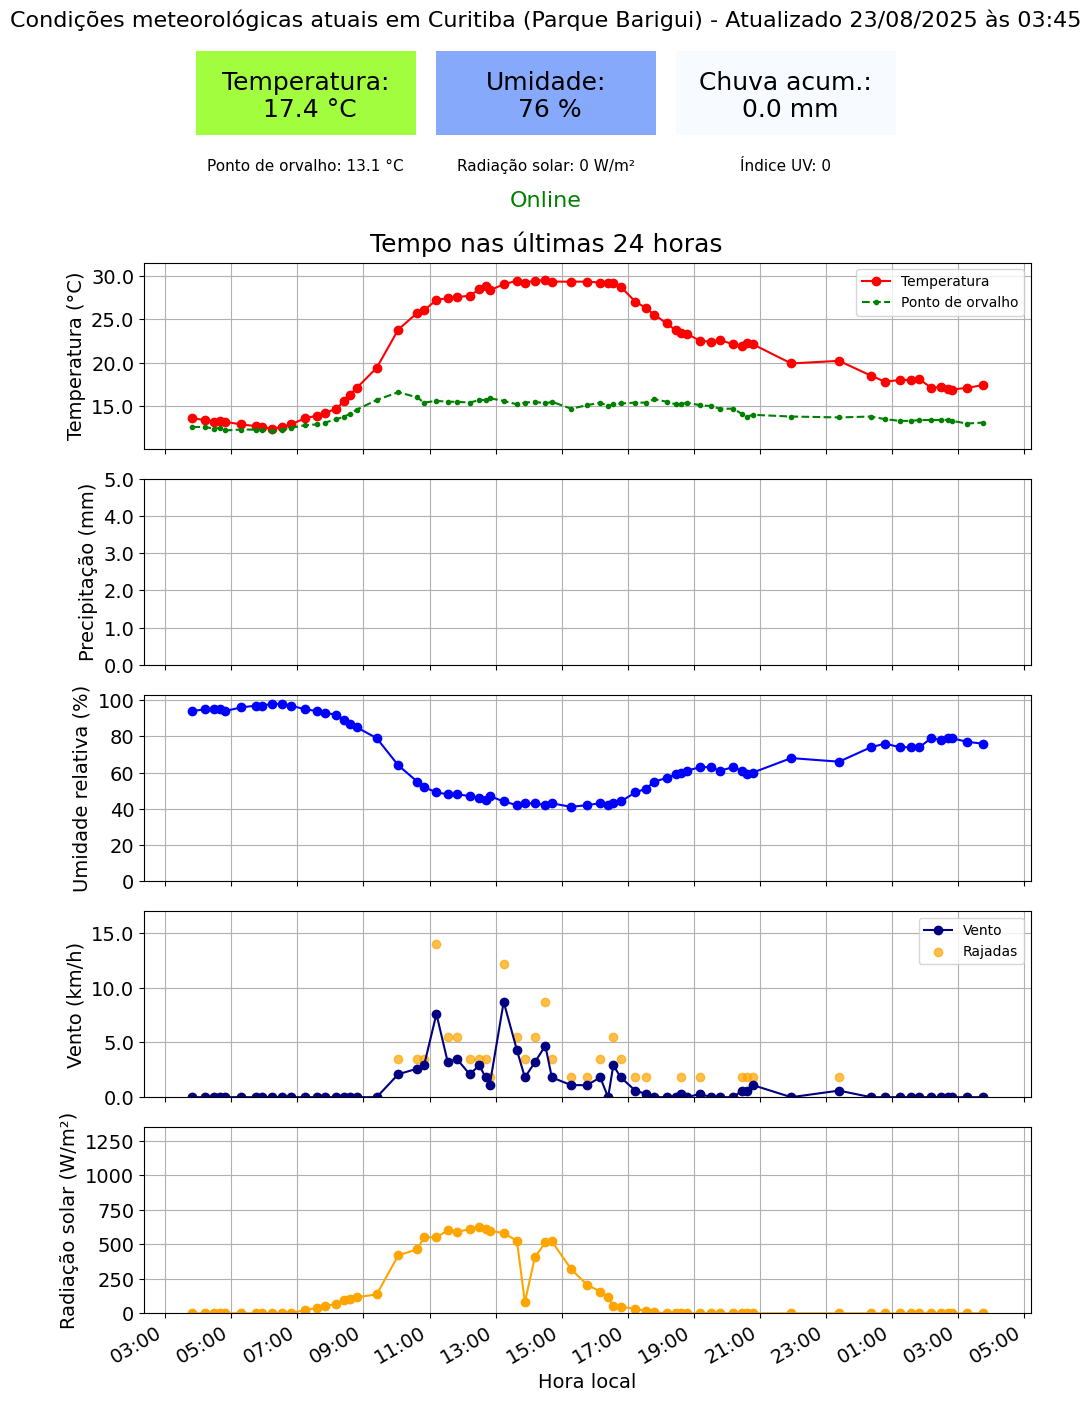 Condições meteorológicas atuais em Curitiba (Parque Barigui) - Atualizado 23/08/2025 às 03:45
Temperatura:
17.4 °C
Umidade:
76 %
Chuva acum.:
0.0 mm
Ponto de orvalho: 13.1 °C
Radiação solar: 0 W/m²
Índice UV: 0
Online
Tempo nas últimas 24 horas
Temperatura (°C)
30.0
25.0
20.0
15.0
Temperatura
Ponto de orvalho
Precipitação (mm)
5.0
4.0
3.0
2.0
1.0
0.0
Umidade relativa (%)
100
80
60
40
20
0
Vento (km/h)
15.0
10.0
5.0
0.0
Vento
Rajadas
Radiação solar (W/m²)
1250
1000
750
500
250
0
03:00
05:00
07:00
09:00
11:00
13:00
15:00
17:00
19:00
21:00
23:00
01:00
03:00
05:00
Hora local